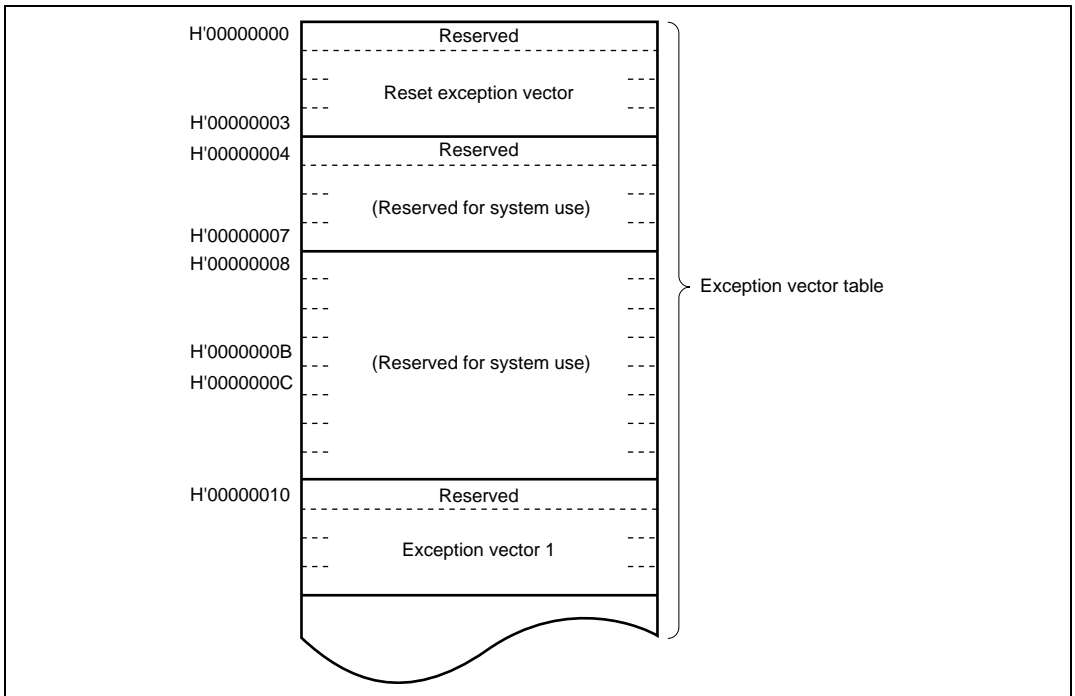 H'00000000
Reserved
Reset exception vector
H'00000003
H'00000004
Reserved
(Reserved for system use)
H'00000007
H'00000008
Exception vector table
H'0000000B
(Reserved for system use)
H'0000000C
H'00000010
Reserved
Exception vector 1